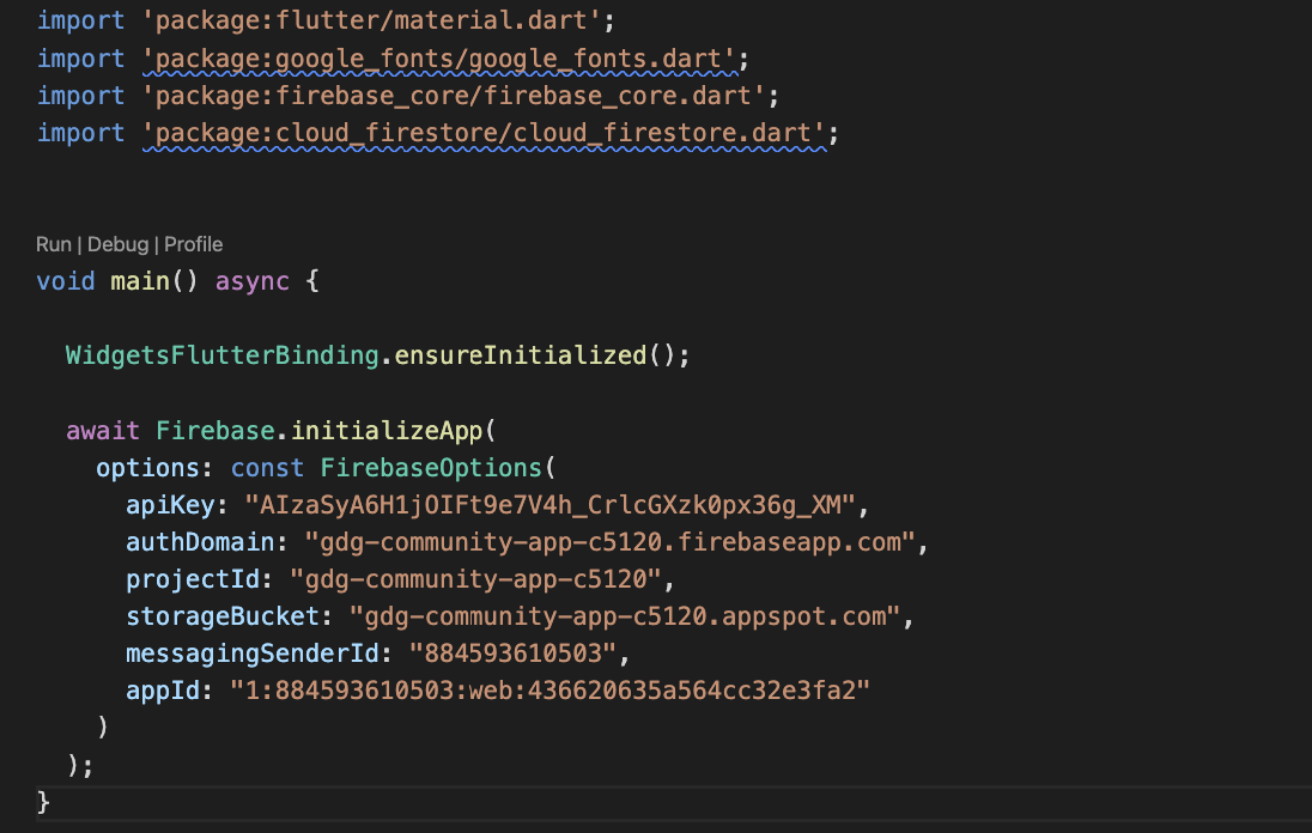 import 'package:flutter/material.dart';
import 'package:google_fonts/google_fonts.dart';
import 'package:firebase_core/firebase_core.dart';
import 'package:cloud_firestore/cloud_firestore.dart';
Run | Debug | Profile
void main() async {
WidgetsFlutterBinding.ensureInitialized();
await Firebase.initializeApp(
options: const FirebaseOptions(
apiKey: "AIzaSyA6H1jOIFt9e7V4h_CrlcGXzk0px36g_XM",
authDomain: "gdg-community-app-c5120.firebaseapp.com",
projectId: "gdg-community-app-c5120",
storageBucket: "gdg-community-app-c5120.appspot.com",
messagingSenderId: "884593610503",
appId: "1:884593610503:web:436620635a564cc32e3fa2"
)
);
}